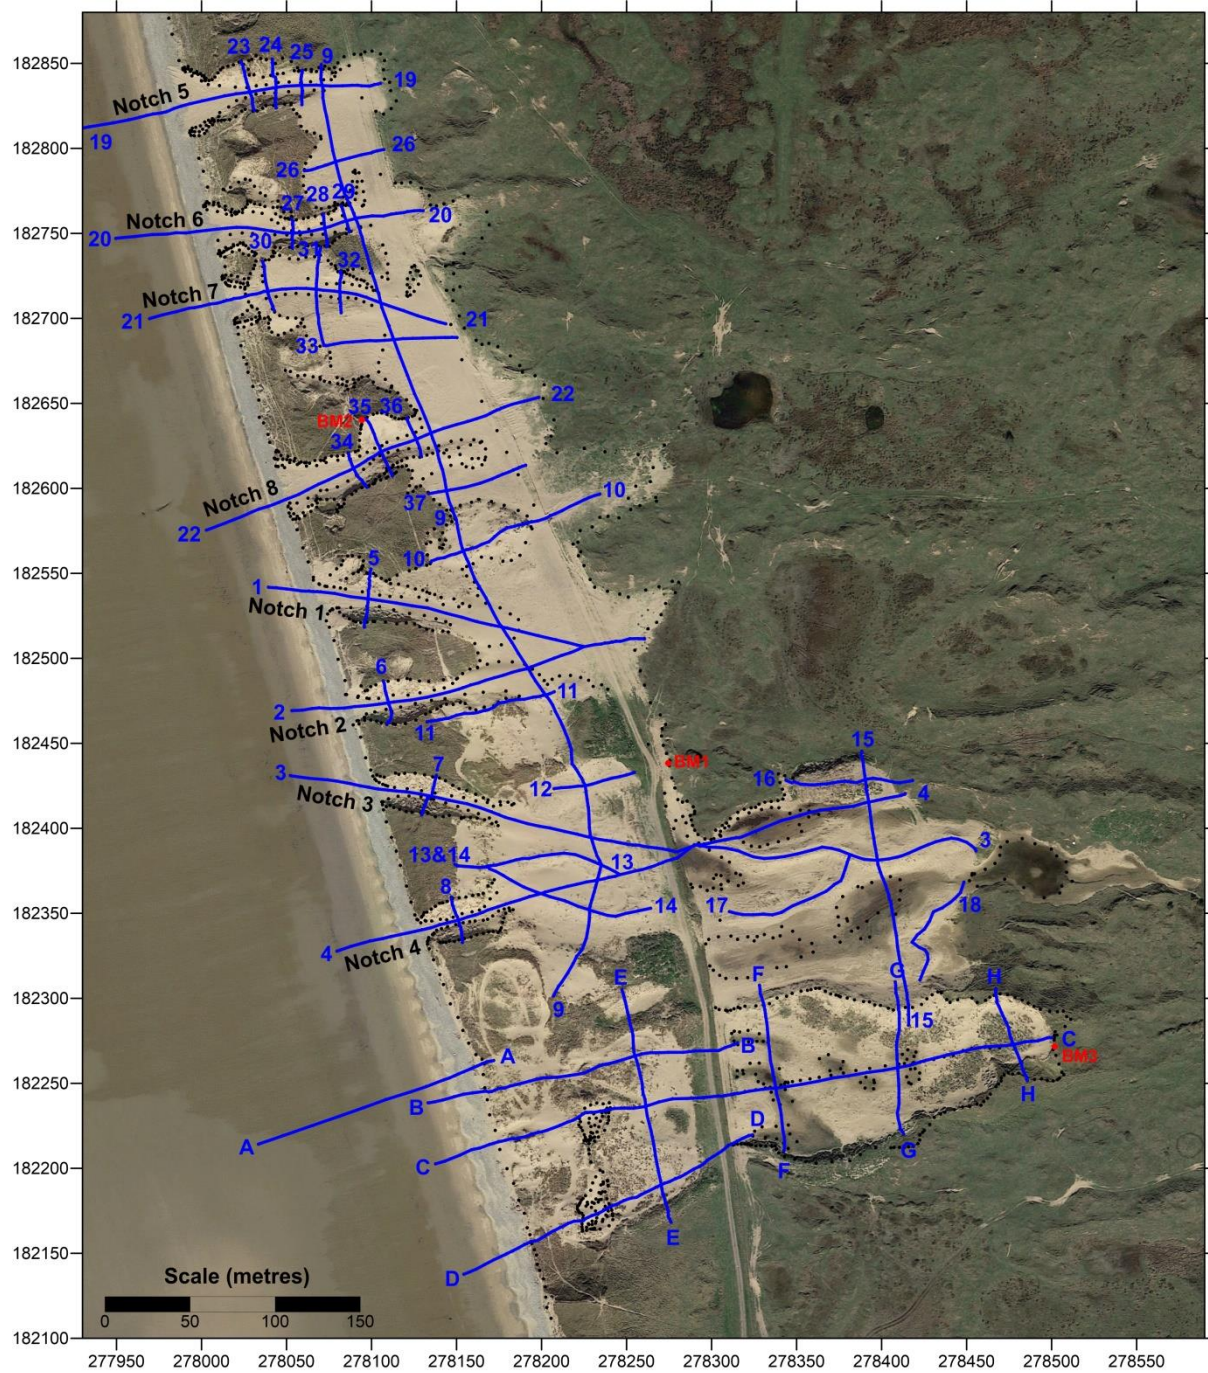 182850
182800
182750
182700
182650
182600
182550
182500
182450
182400
182350
182300
182250
182200
182150
182100
23 24 25 9
19
Notch 5
19
26
26
28 29
27
20
Notch 6
20
30 31 32
Notch 7
21
21
33
22
35 36
BM2
34
Notch 8
10
37
22
9
10
5
1
Notch 1
6
11
2
Notch 2
11
15
BM1
7
3
16
12
4
Notch 3
3
13&14
13
8
14
17
18
4
Notch 4
E
F
G
H
9
15
C
B
A
BM3
B
H
D
A
C
G
F
E
D
Scale (metres)
0 50 100 150
277950 278000 278050 278100 278150 278200 278250 278300 278350 278400 278450 278500 278550